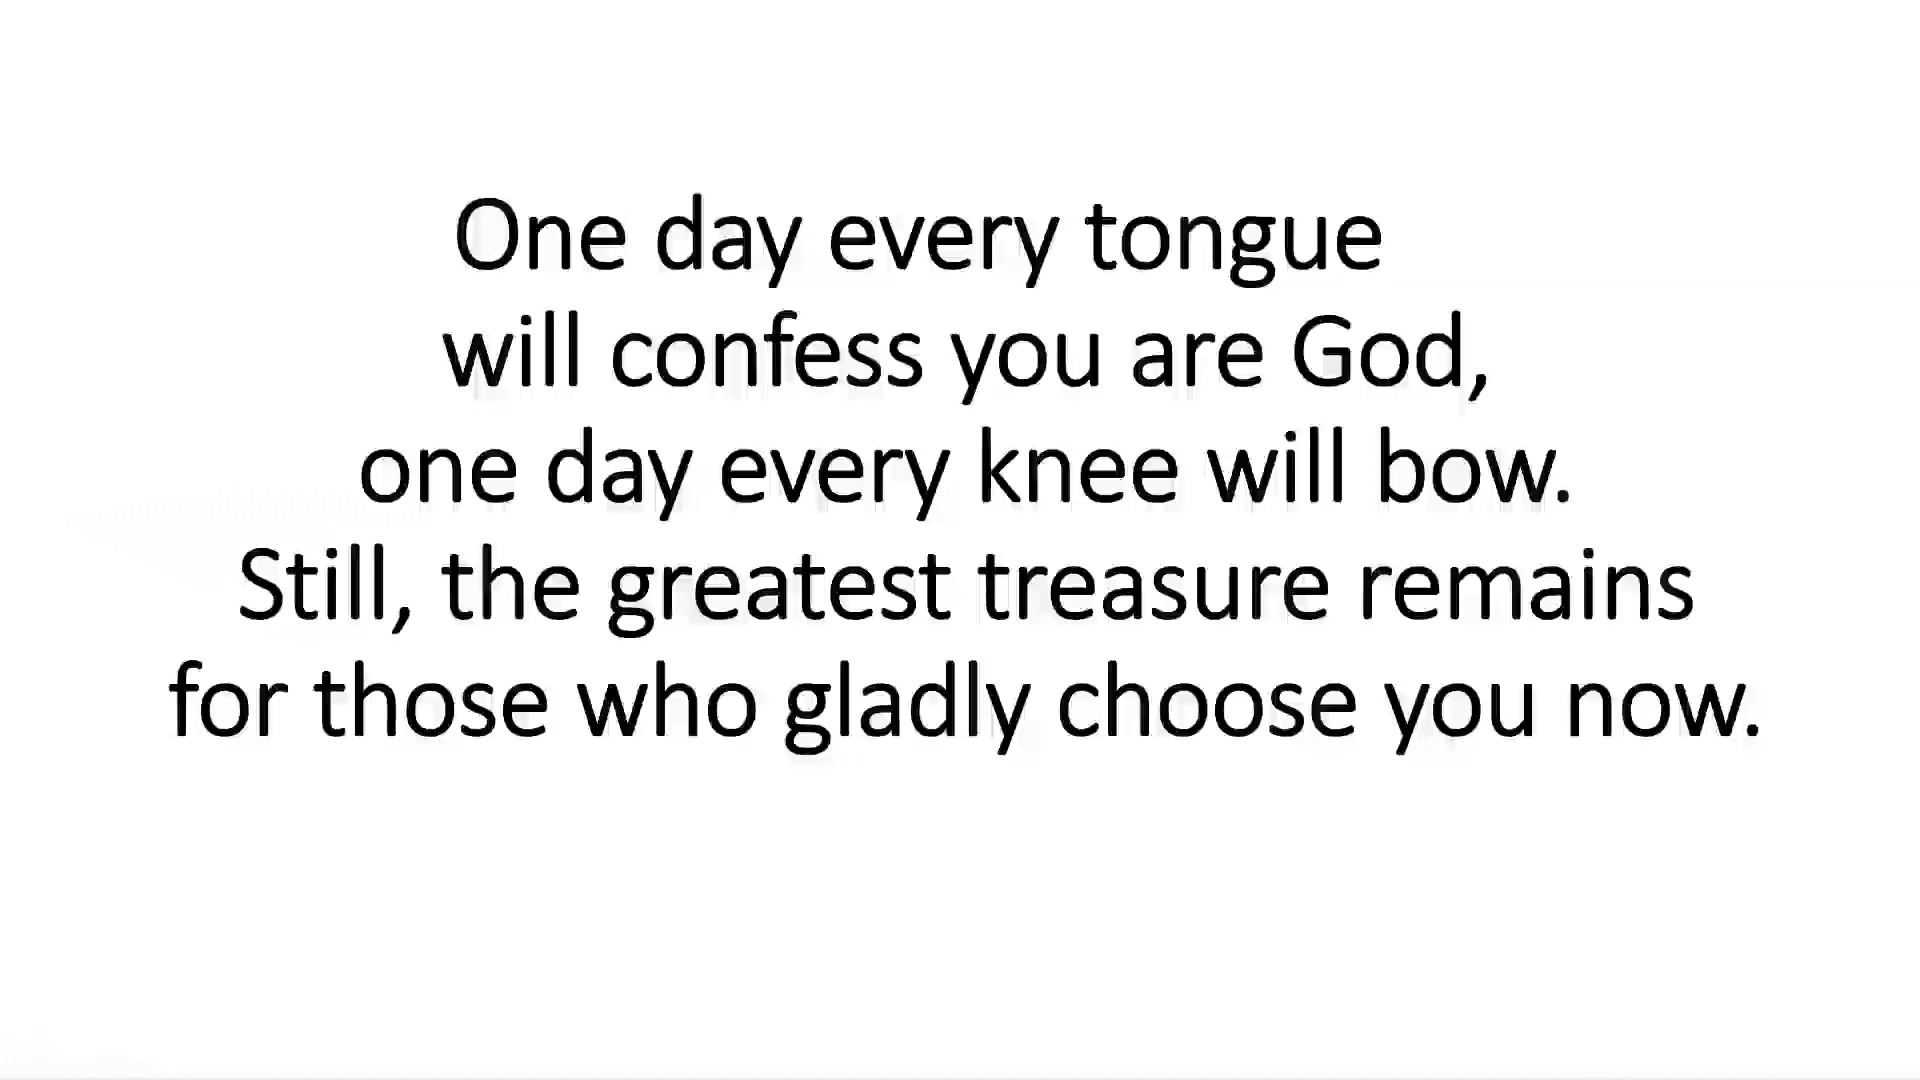 One day every tongue
will confess you are God,
one day every knee will bow.
Still, the greatest treasure remains
for those who gladly choose you now.